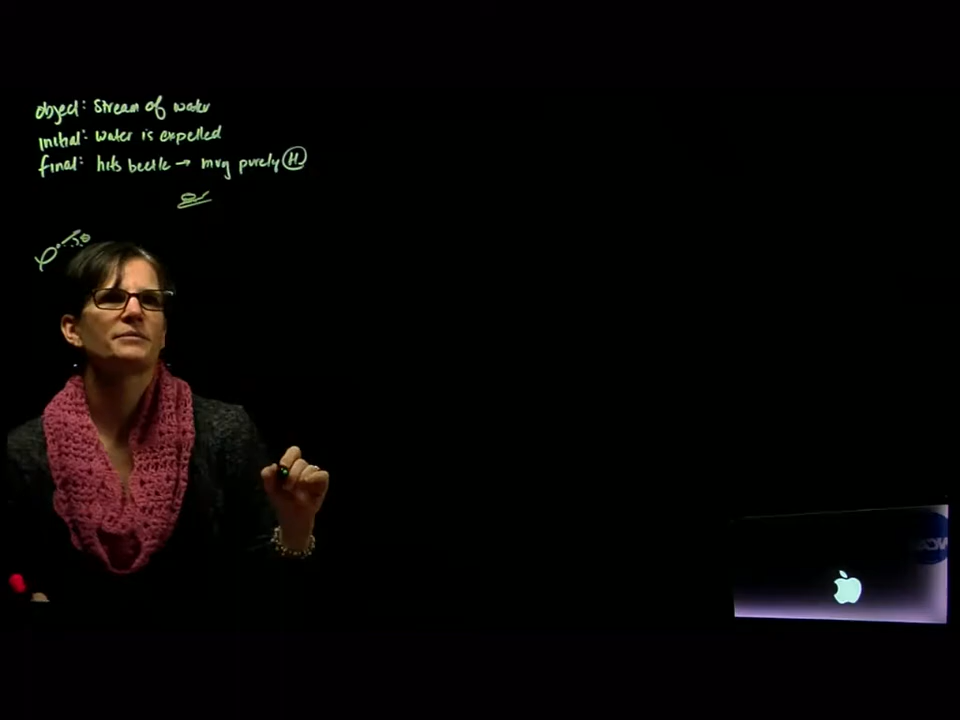 object: Stream of water
initial: water is expelled
final: hits beetle → mvg purely H